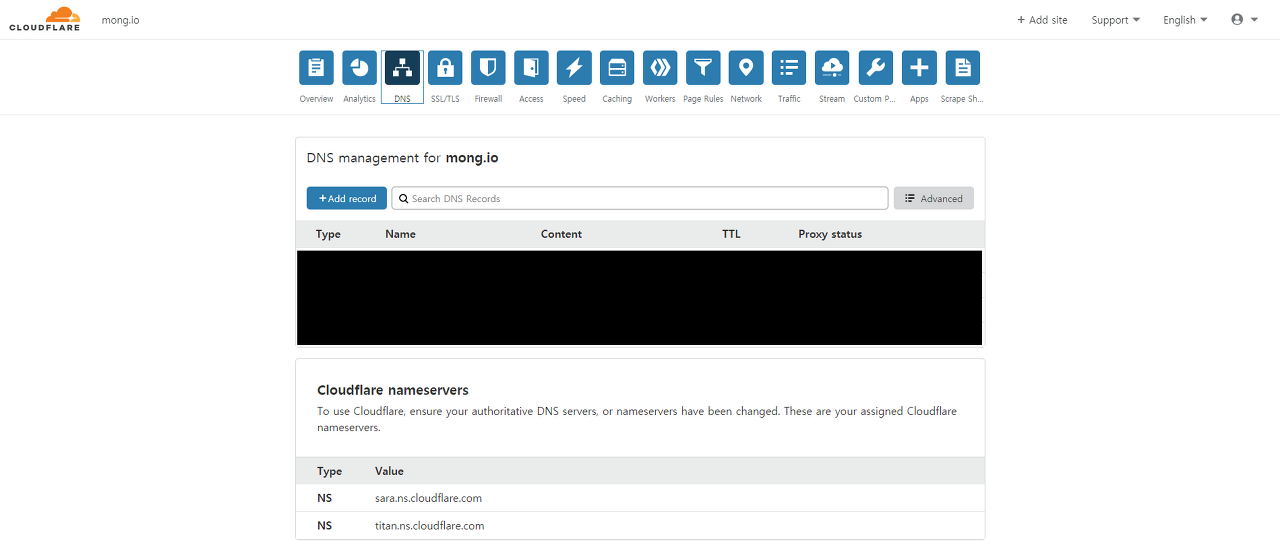 CLOUDFLARE mong.io + Add site Support English
Overview Analytics DNS SSL/TLS Firewall Access Speed Caching Workers Page Rules Network Traffic Stream Custom P... Apps Scrape Sh...
DNS management for mong.io
+Add record Search DNS Records Advanced
Type Name Content TTL Proxy status
Cloudflare nameservers
To use Cloudflare, ensure your authoritative DNS servers, or nameservers have been changed. These are your assigned Cloudflare
nameservers.
Type Value
NS sara.ns.cloudflare.com
NS titan.ns.cloudflare.com